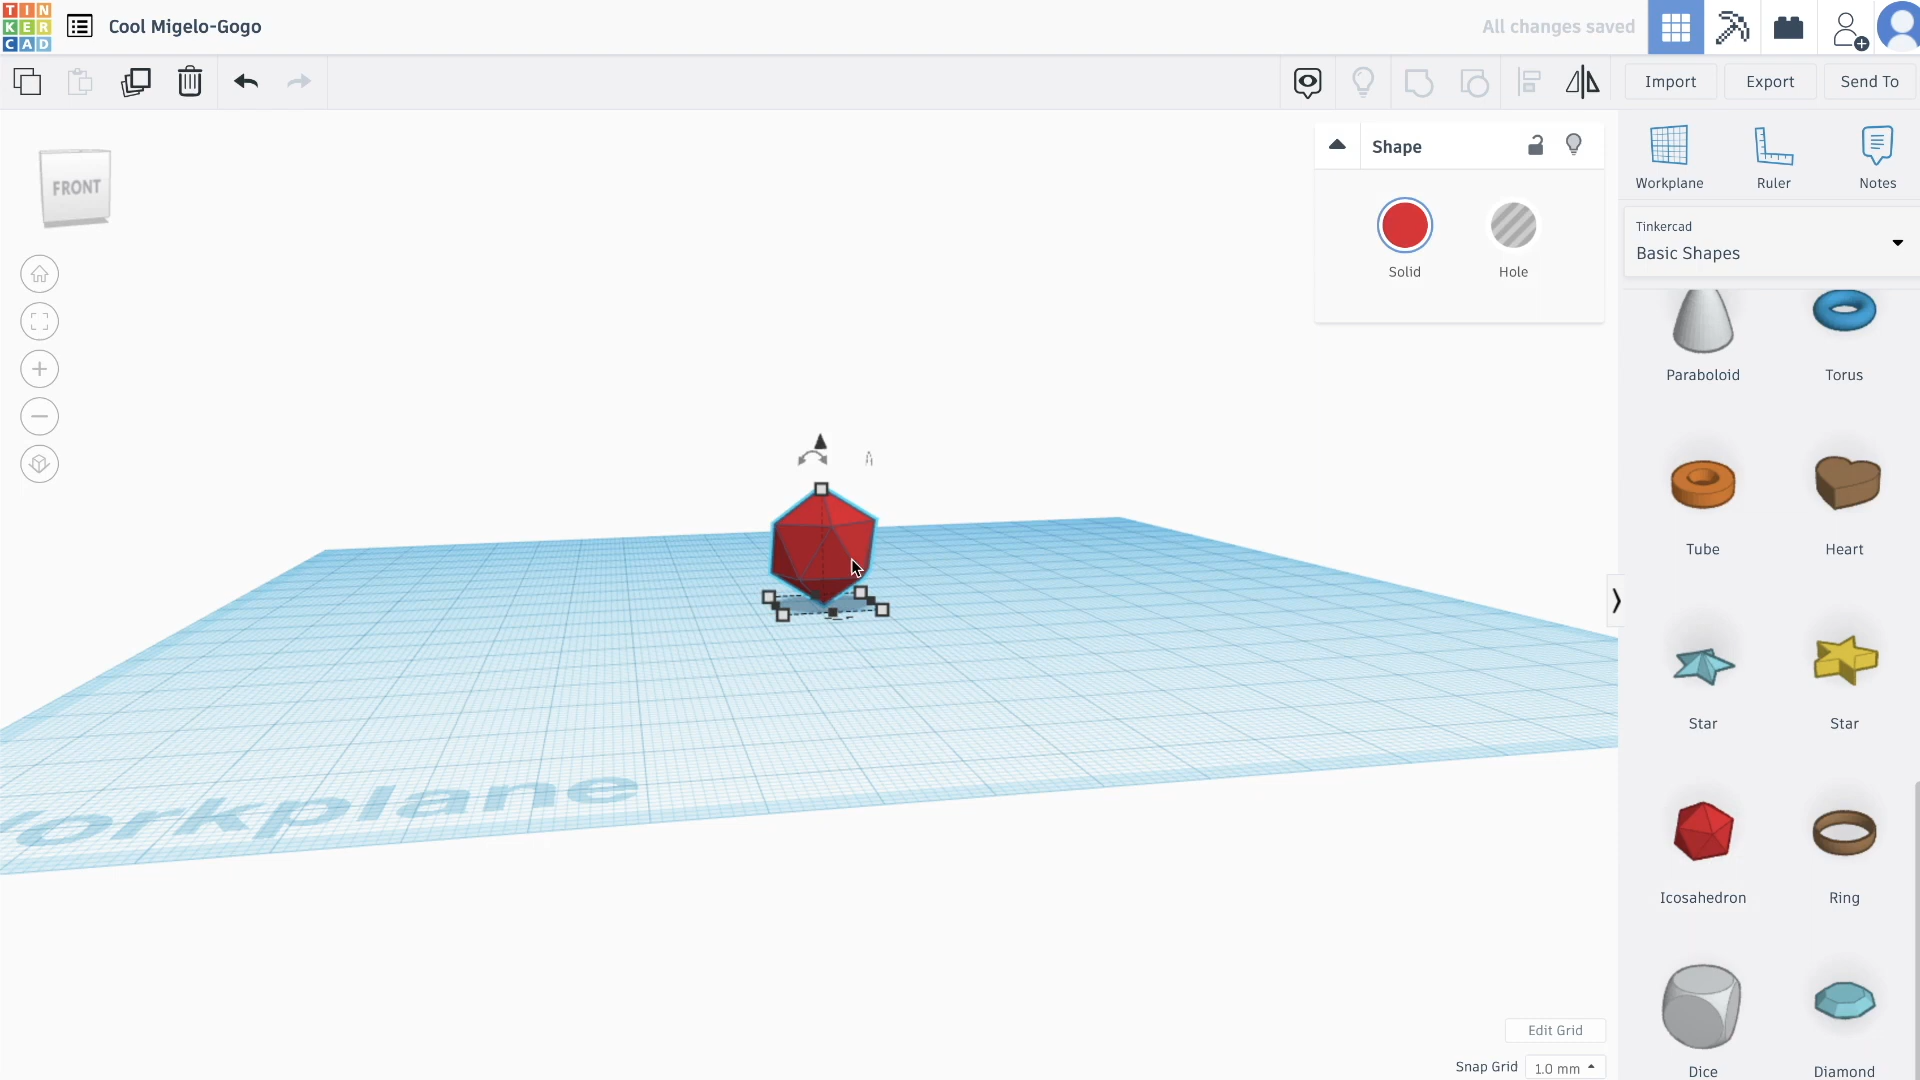 TIN
KER
CAD
Cool Migelo-Gogo
All changes saved
Import
Export
Send To
FRONT
Shape
Solid
Hole
Workplane
Ruler
Notes
Tinkercad
Basic Shapes
Paraboloid
Torus
Tube
Heart
Star
Star
Icosahedron
Ring
Dice
Diamond
orkplane
Edit Grid
Snap Grid
1.0 mm